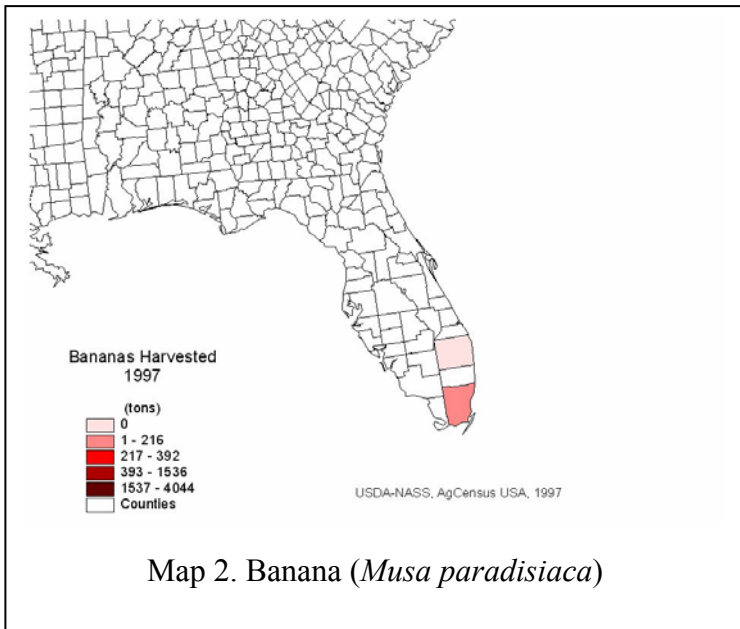 Bananas Harvested
1997
(tons)
0
1 - 216
217 - 392
393 - 1536
1537 - 4044
Counties
USDA-NASS, AgCensus USA, 1997
Map 2. Banana (Musa paradisiaca)